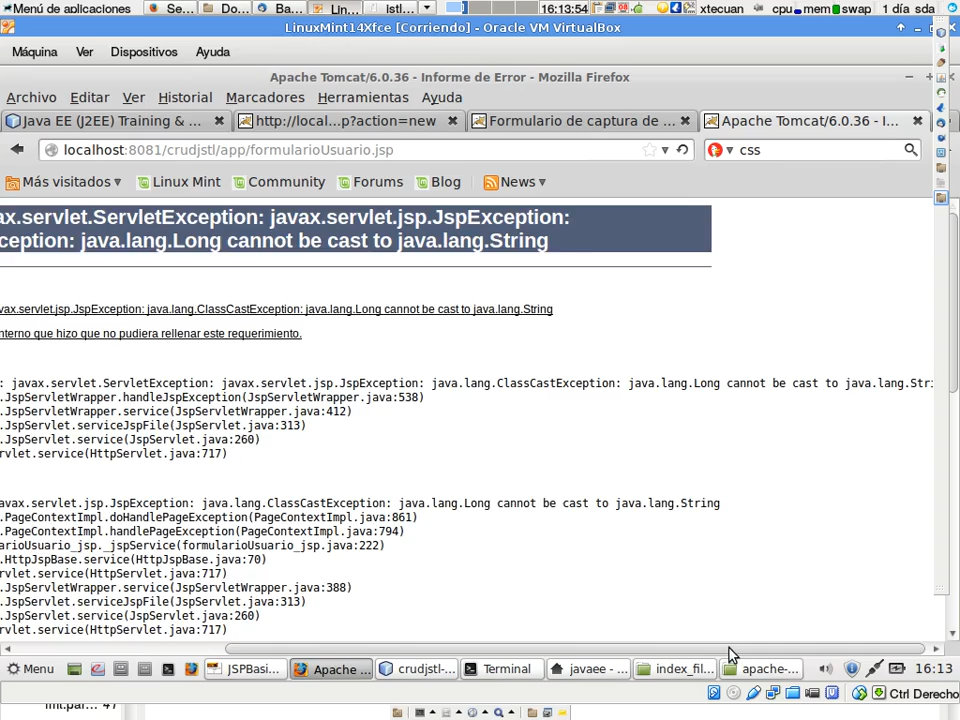 Menú de aplicaciones Se... Do... Ba... Lin... jstl... 16:13:54 xtecuan cpu mem swap 1 día sda
LinuxMint14Xfce [Corriendo] - Oracle VM VirtualBox
Máquina Ver Dispositivos Ayuda
Apache Tomcat/6.0.36 - Informe de Error - Mozilla Firefox
Archivo Editar Ver Historial Marcadores Herramientas Ayuda
Java EE (J2EE) Training & ... http://local...p?action=new Formulario de captura de ... Apache Tomcat/6.0.36 - I...
localhost:8081/crudjstl/app/formularioUsuario.jsp css
Más visitados Linux Mint Community Forums Blog News
ax.servlet.ServletException: javax.servlet.jsp.JspException:
ception: java.lang.Long cannot be cast to java.lang.String
vax.servlet.jsp.JspException: java.lang.ClassCastException: java.lang.Long cannot be cast to java.lang.String
nterno que hizo que no pudiera rellenar este requerimiento.
: javax.servlet.ServletException: javax.servlet.jsp.JspException: java.lang.ClassCastException: java.lang.Long cannot be cast to java.lang.Stri
.JspServletWrapper.handleJspException(JspServletWrapper.java:538)
.JspServletWrapper.service(JspServletWrapper.java:412)
.JspServlet.serviceJspFile(JspServlet.java:313)
.JspServlet.service(JspServlet.java:260)
rvlet.service(HttpServlet.java:717)
avax.servlet.jsp.JspException: java.lang.ClassCastException: java.lang.Long cannot be cast to java.lang.String
.PageContextImpl.doHandlePageException(PageContextImpl.java:861)
.PageContextImpl.handlePageException(PageContextImpl.java:794)
arioUsuario_jsp._jspService(formularioUsuario_jsp.java:222)
.HttpJspBase.service(HttpJspBase.java:70)
rvlet.service(HttpServlet.java:717)
.JspServletWrapper.service(JspServletWrapper.java:388)
.JspServlet.serviceJspFile(JspServlet.java:313)
.JspServlet.service(JspServlet.java:260)
rvlet.service(HttpServlet.java:717)
Menu JSPBasi... Apache ... crudjstl-... Terminal javaee - ... index_fil... apache-... 16:13
Ctrl Derecho